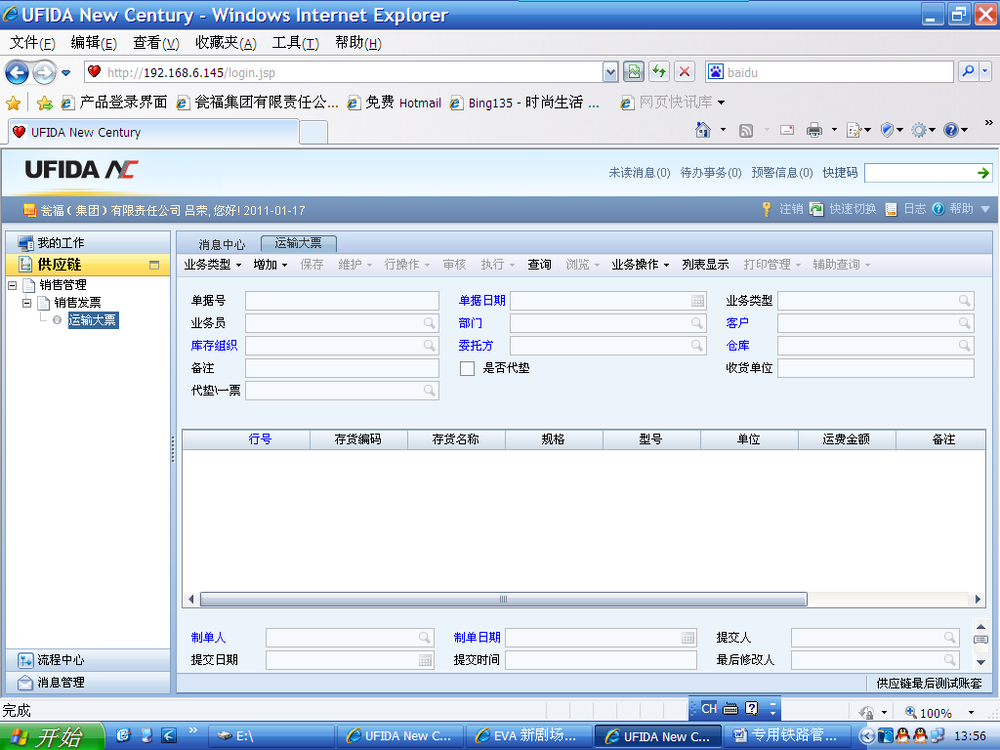 UFIDA New Century - Windows Internet Explorer
文件(F) 编辑(E) 查看(V) 收藏夹(A) 工具(T) 帮助(H)
http://192.168.6.145/login.jsp baidu
产品登录界面 瓮福集团有限责任公... 免费 Hotmail Bing135 - 时尚生活 ... 网页快讯库
UFIDA New Century
UFIDA NC 未读消息(0) 待办事务(0) 预警信息(0) 快捷码
瓮福(集团)有限责任公司 吕荣,您好! 2011-01-17 注销 快速切换 日志 帮助
我的工作 消息中心 运输大票
供应链 业务类型 增加 保存 维护 行操作 审核 执行 查询 浏览 业务操作 列表显示 打印管理 辅助查询
销售管理
销售发票
运输大票
单据号 单据日期 业务类型
业务员 部门 客户
库存组织 委托方 仓库
备注 是否代垫 收货单位
代垫\一票
行号 存货编码 存货名称 规格 型号 单位 运费金额 备注
制单人 制单日期 提交人
提交日期 提交时间 最后修改人
流程中心
消息管理
供应链最后测试账套
完成 CH 100%
开始 E:\ UFIDA New C... EVA 新剧场... UFIDA New C... 专用铁路管... 13:56